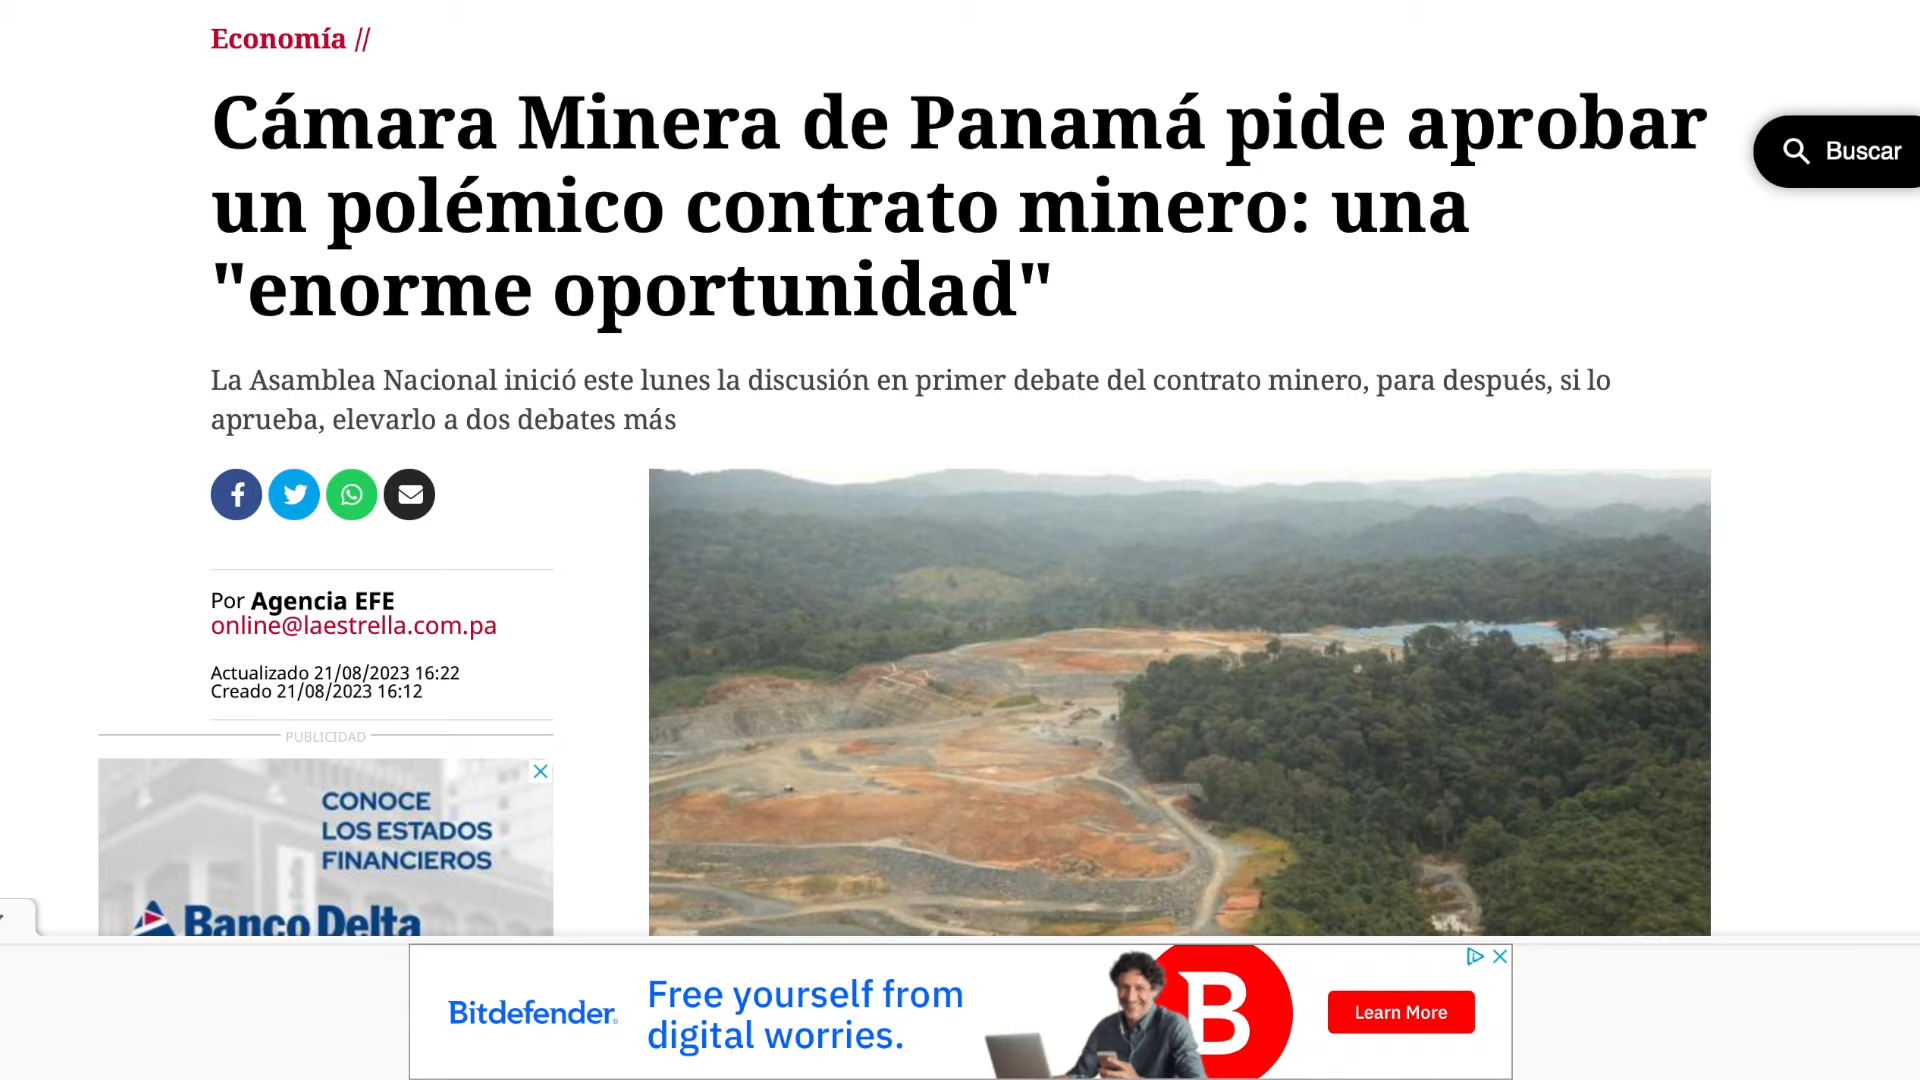 Economía //
Cámara Minera de Panamá pide aprobar
un polémico contrato minero: una
"enorme oportunidad"
Buscar
La Asamblea Nacional inició este lunes la discusión en primer debate del contrato minero, para después, si lo
aprueba, elevarlo a dos debates más
Por Agencia EFE
online@laestrella.com.pa
Actualizado 21/08/2023 16:22
Creado 21/08/2023 16:12
PUBLICIDAD
CONOCE
LOS ESTADOS
FINANCIEROS
Banco Delta
Bitdefender
Free yourself from
digital worries.
B
Learn More